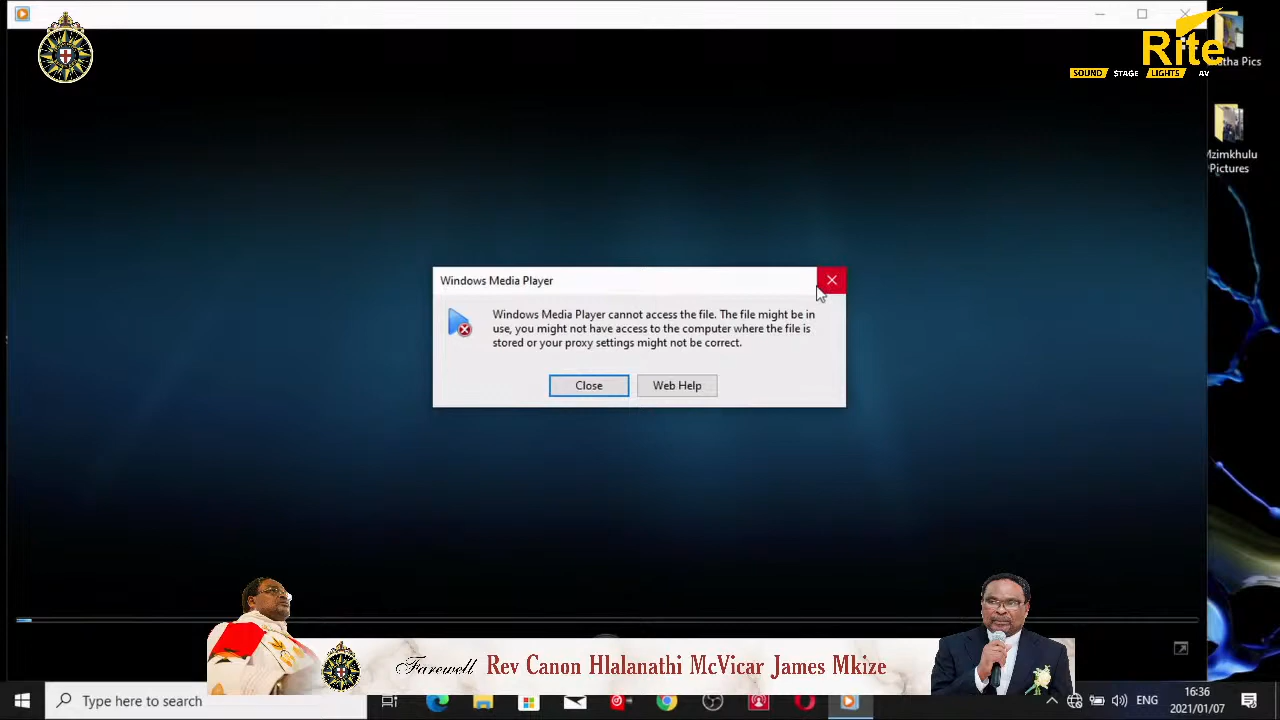 Rite
SOUND STAGE LIGHTS AV
atha Pics
Mzimkhulu
Pictures
Windows Media Player
Windows Media Player cannot access the file. The file might be in
use, you might not have access to the computer where the file is
stored or your proxy settings might not be correct.
Close
Web Help
Farewell Rev Canon Hlalanathi McVicar James Mkize
Type here to search
ENG
16:36
2021/01/07